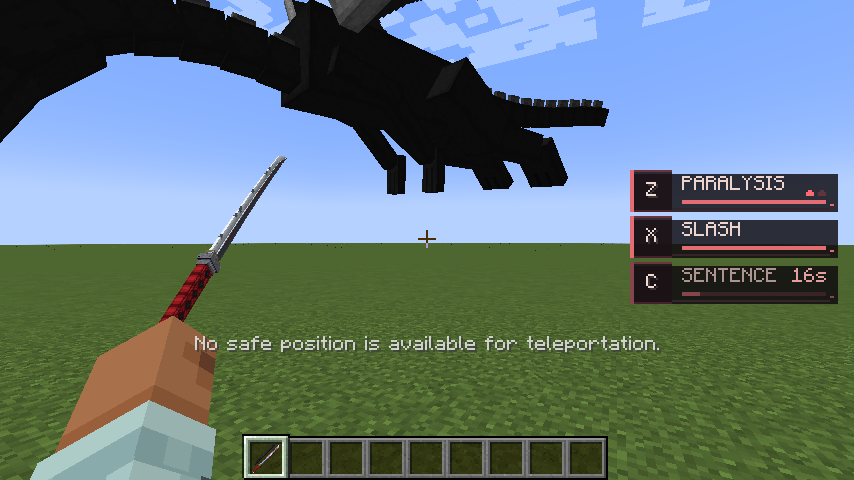 Z PARALYSIS
X SLASH
C SENTENCE 16s
No safe position is available for teleportation.